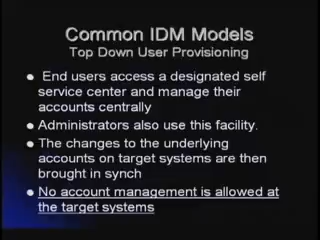 Common IDM Models
Top Down User Provisioning
• End users access a designated self
service center and manage their
accounts centrally
• Administrators also use this facility.
• The changes to the underlying
accounts on target systems are then
brought in synch
• No account management is allowed at
the target systems